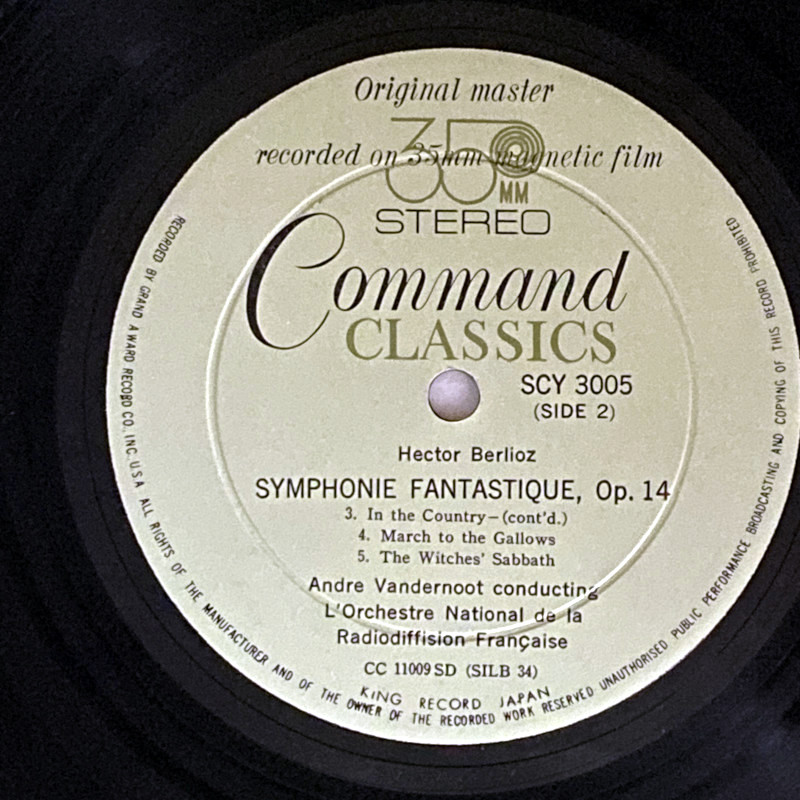 Original master
35MM
recorded on 35mm magnetic film
STEREO
Command
CLASSICS
SCY 3005
(SIDE 2)
Hector Berlioz
SYMPHONIE FANTASTIQUE, Op. 14
3. In the Country—(cont'd.)
4. March to the Gallows
5. The Witches' Sabbath
Andre Vandernoot conducting
L'Orchestre National de la
Radiodiffision Française
CC 11009 SD (SILB 34)
KING RECORD JAPAN
RECORDED BY GRAND AWARD RECORD CO. INC. U.S.A. ALL RIGHTS OF THE MANUFACTURER AND OF THE OWNER OF THE RECORDED WORK RESERVED UNAUTHORISED PUBLIC PERFORMANCE BROADCASTING AND COPYING OF THIS RECORD PROHIBITED